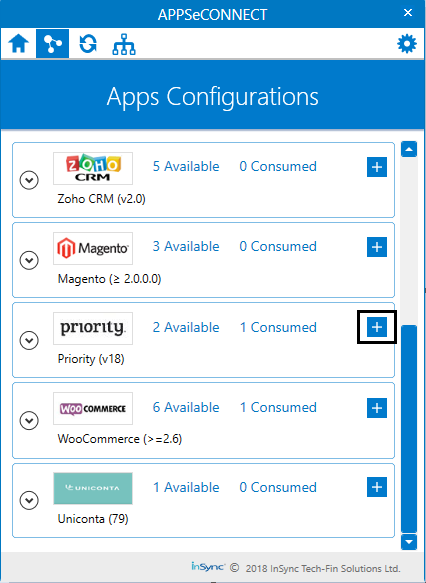 APPSeCONNECT
Apps Configurations
ZOHO
CRM
5 Available 0 Consumed
Zoho CRM (v2.0)
Magento®
3 Available 0 Consumed
Magento (≥ 2.0.0.0)
priority.
2 Available 1 Consumed
Priority (v18)
WOO COMMERCE
6 Available 1 Consumed
WooCommerce (>=2.6)
UNICONTA
1 Available 0 Consumed
Uniconta (79)
inSync © 2018 InSync Tech-Fin Solutions Ltd.